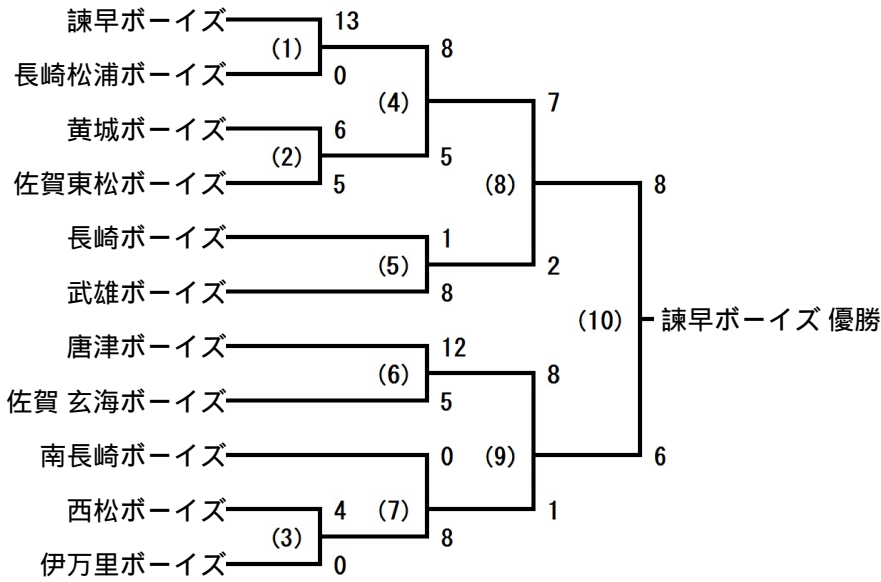 諫早ボーイズ 13
(1) 8
長崎松浦ボーイズ 0
(4) 7
黄城ボーイズ 6
(2) 5
佐賀東松ボーイズ 5
(8) 8
長崎ボーイズ 1
(5) 2
武雄ボーイズ 8
(10) 諫早ボーイズ 優勝
唐津ボーイズ 12
(6) 8
佐賀 玄海ボーイズ 5
南長崎ボーイズ 0
(9) 6
西松ボーイズ 4
(7) 1
(3) 8
伊万里ボーイズ 0